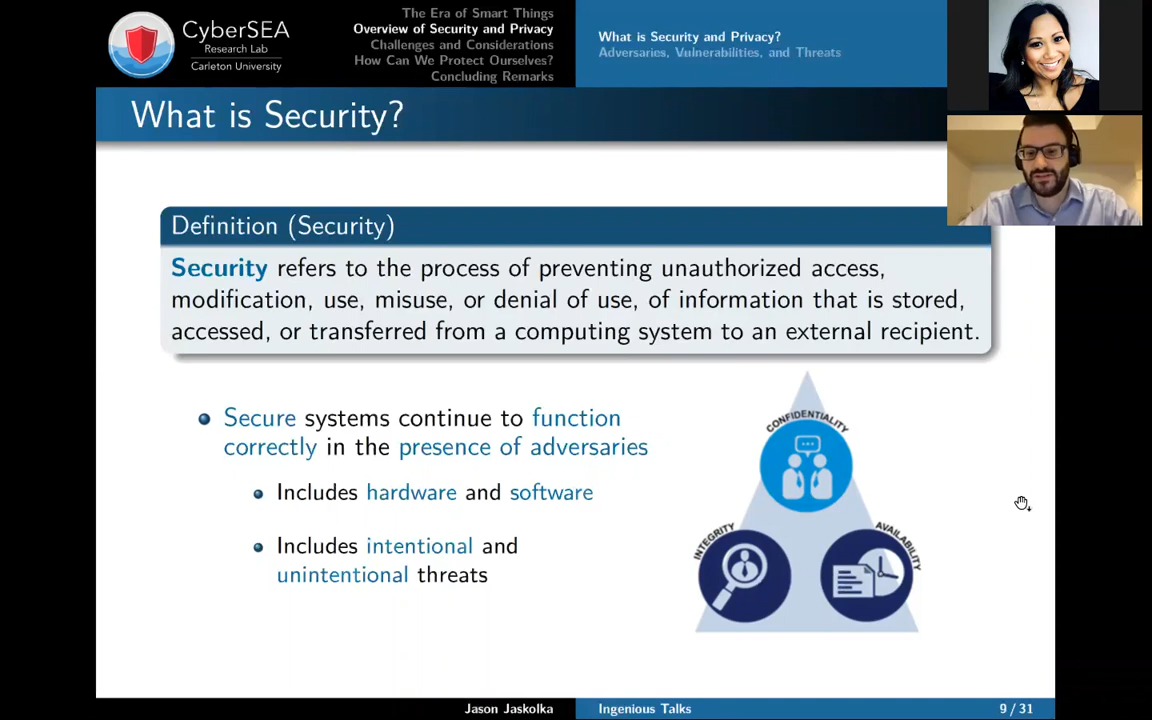 CyberSEA
Research Lab
Carleton University
The Era of Smart Things
Overview of Security and Privacy
Challenges and Considerations
How Can We Protect Ourselves?
Concluding Remarks
What is Security and Privacy?
Adversaries, Vulnerabilities, and Threats
What is Security?
Definition (Security)
Security refers to the process of preventing unauthorized access,
modification, use, misuse, or denial of use, of information that is stored,
accessed, or transferred from a computing system to an external recipient.
Secure systems continue to function
correctly in the presence of adversaries
Includes hardware and software
Includes intentional and
unintentional threats
CONFIDENTIALITY
INTEGRITY
AVAILABILITY
Jason Jaskolka
Ingenious Talks
9 / 31